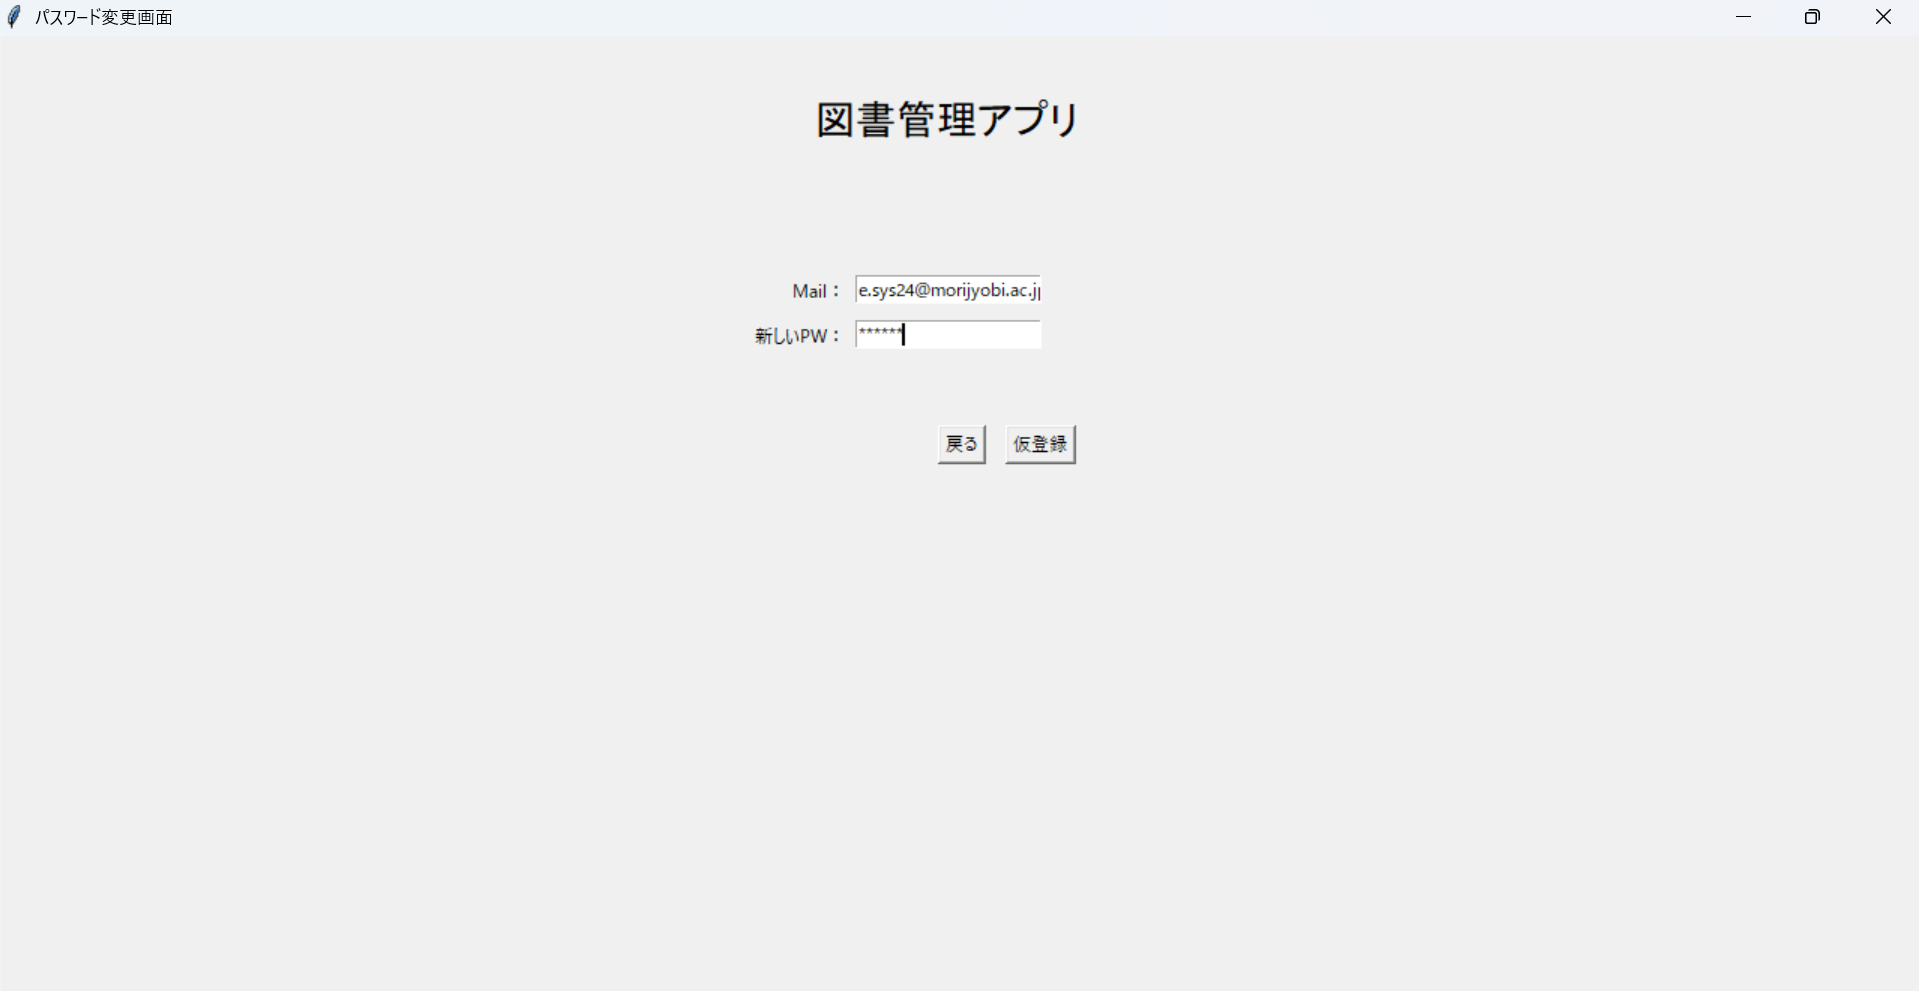 パスワード変更画面
図書管理アプリ
Mail：
e.sys24@morijyobi.ac.jp
新しいPW：
******
戻る
仮登録